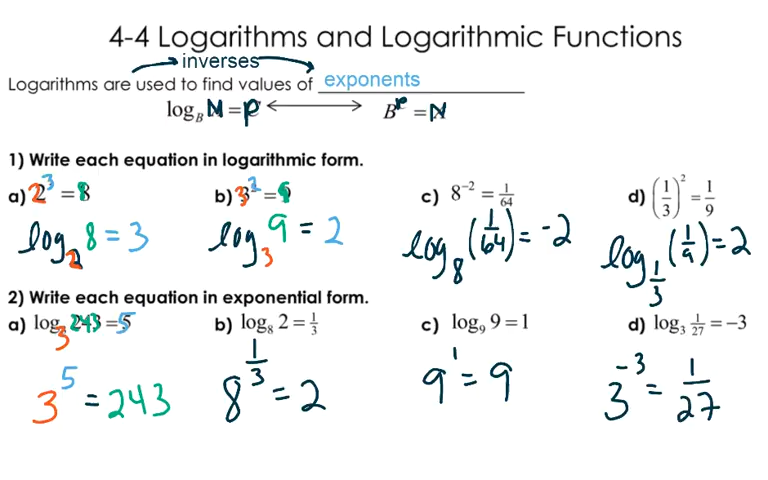 4-4 Logarithms and Logarithmic Functions
inverses
Logarithms are used to find values of exponents
log_B N = P ⟷ B^P = N
1) Write each equation in logarithmic form.
a) 2^3 = 8 b) 3^2 = 9 c) 8^-2 = 1/64 d) (1/3)^2 = 1/9
log_2 8 = 3 log_3 9 = 2 log_8 (1/64) = -2 log_1/3 (1/9) = 2
2) Write each equation in exponential form.
a) log_3 243 = 5 b) log_8 2 = 1/3 c) log_9 9 = 1 d) log_3 1/27 = -3
3^5 = 243 8^1/3 = 2 9^1 = 9 3^-3 = 1/27